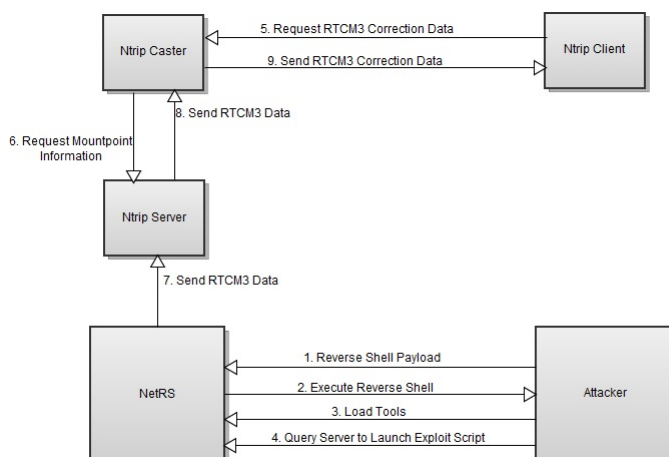 5. Request RTCM3 Correction Data
Ntrip Caster
Ntrip Client
9. Send RTCM3 Correction Data
8. Send RTCM3 Data
6. Request Mountpoint
Information
Ntrip Server
7. Send RTCM3 Data
1. Reverse Shell Payload
2. Execute Reverse Shell
NetRS
Attacker
3. Load Tools
4. Query Server to Launch Exploit Script